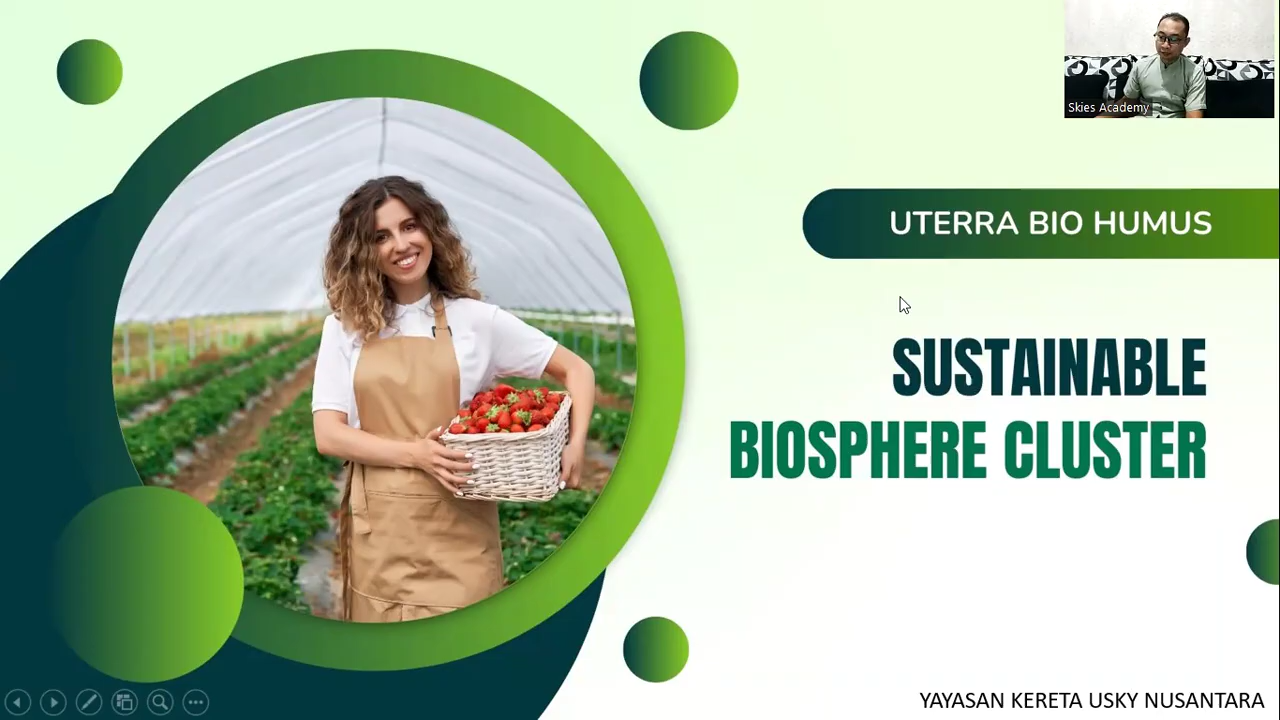 Skies Academy
UTERRA BIO HUMUS
SUSTAINABLE
BIOSPHERE CLUSTER
YAYASAN KERETA USKY NUSANTARA